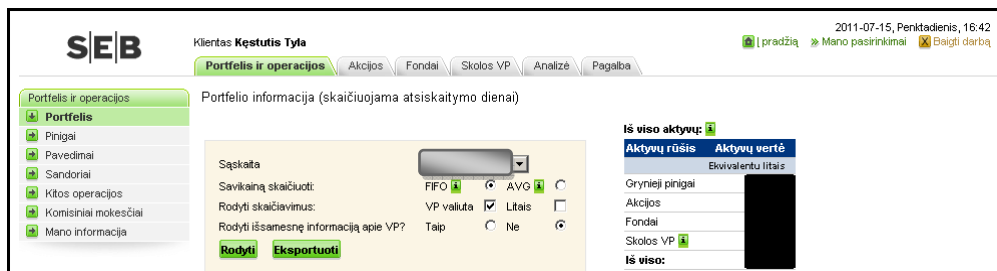 2011-07-15, Penktadienis, 16:42
Į pradžią Mano pasirinkimai Baigti darbą
SEB
Klientas Kęstutis Tyla
Portfelis ir operacijos Akcijos Fondai Skolos VP Analizė Pagalba
Portfelis ir operacijos
Portfelis
Pinigai
Pavedimai
Sandoriai
Kitos operacijos
Komisiniai mokesčiai
Mano informacija
Portfelio informacija (skaičiuojama atsiskaitymo dienai)
Sąskaita
Savikainą skaičiuoti: FIFO AVG
Rodyti skaičiavimus: VP valiuta Litais
Rodyti išsamesnę informaciją apie VP? Taip Ne
Rodyti Eksportuoti
Iš viso aktyvų:
Aktyvų rūšis Aktyvų vertė
Ekvivalentu litais
Grynieji pinigai
Akcijos
Fondai
Skolos VP
Iš viso: